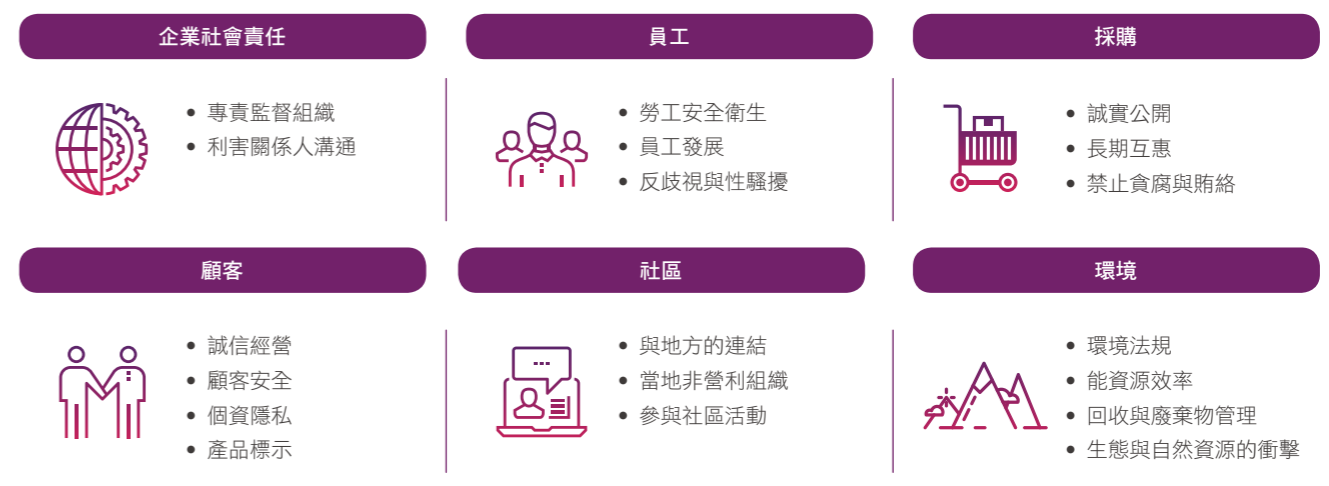 企業社會責任
專責監督組織
利害關係人溝通
員工
勞工安全衛生
員工發展
反歧視與性騷擾
採購
誠實公開
長期互惠
禁止貪腐與賄絡
顧客
誠信經營
顧客安全
個資隱私
產品標示
社區
與地方的連結
當地非營利組織
參與社區活動
環境
環境法規
能資源效率
回收與廢棄物管理
生態與自然資源的衝擊